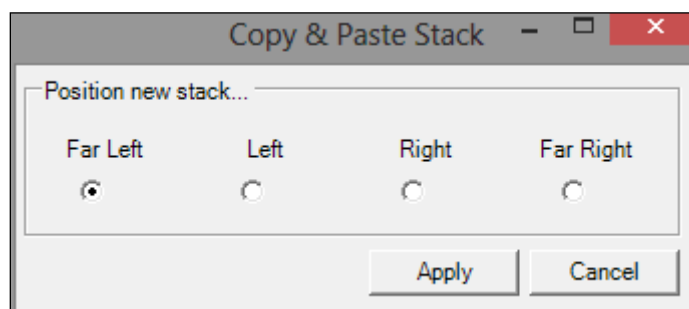 Copy & Paste Stack
Position new stack...
Far Left Left Right Far Right
Apply Cancel